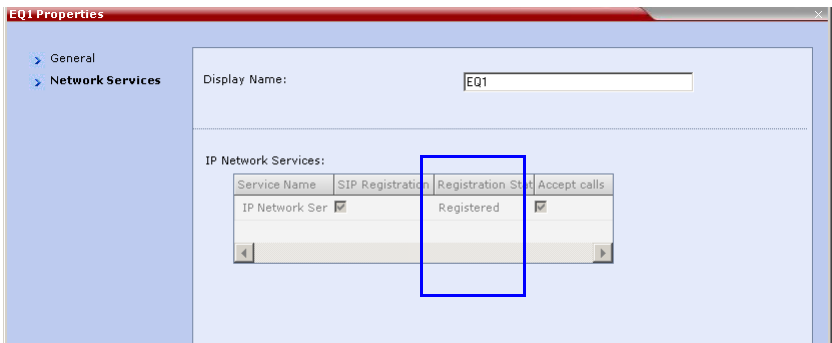 EQ1 Properties
General
Network Services
Display Name:
EQ1
IP Network Services:
Service Name SIP Registration Registration Stat Accept calls
IP Network Ser Registered